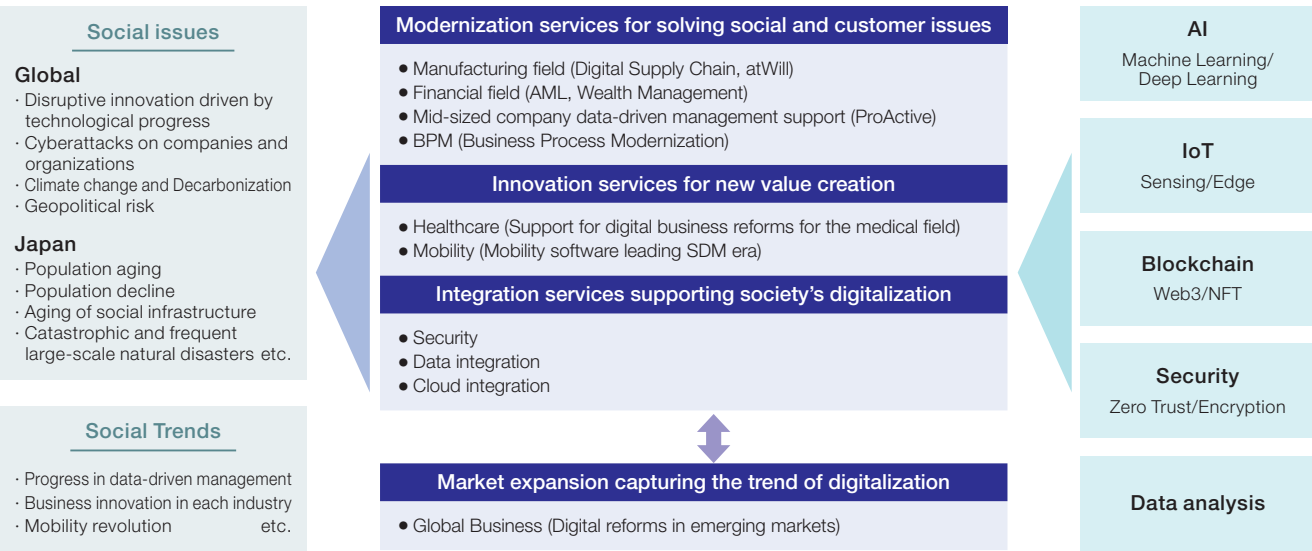 Social issues
Global
· Disruptive innovation driven by
technological progress
· Cyberattacks on companies and
organizations
· Climate change and Decarbonization
· Geopolitical risk
Japan
· Population aging
· Population decline
· Aging of social infrastructure
· Catastrophic and frequent
large-scale natural disasters etc.
Social Trends
· Progress in data-driven management
· Business innovation in each industry
· Mobility revolution etc.
Modernization services for solving social and customer issues
● Manufacturing field (Digital Supply Chain, atWill)
● Financial field (AML, Wealth Management)
● Mid-sized company data-driven management support (ProActive)
● BPM (Business Process Modernization)
Innovation services for new value creation
● Healthcare (Support for digital business reforms for the medical field)
● Mobility (Mobility software leading SDM era)
Integration services supporting society's digitalization
● Security
● Data integration
● Cloud integration
Market expansion capturing the trend of digitalization
● Global Business (Digital reforms in emerging markets)
AI
Machine Learning/
Deep Learning
IoT
Sensing/Edge
Blockchain
Web3/NFT
Security
Zero Trust/Encryption
Data analysis